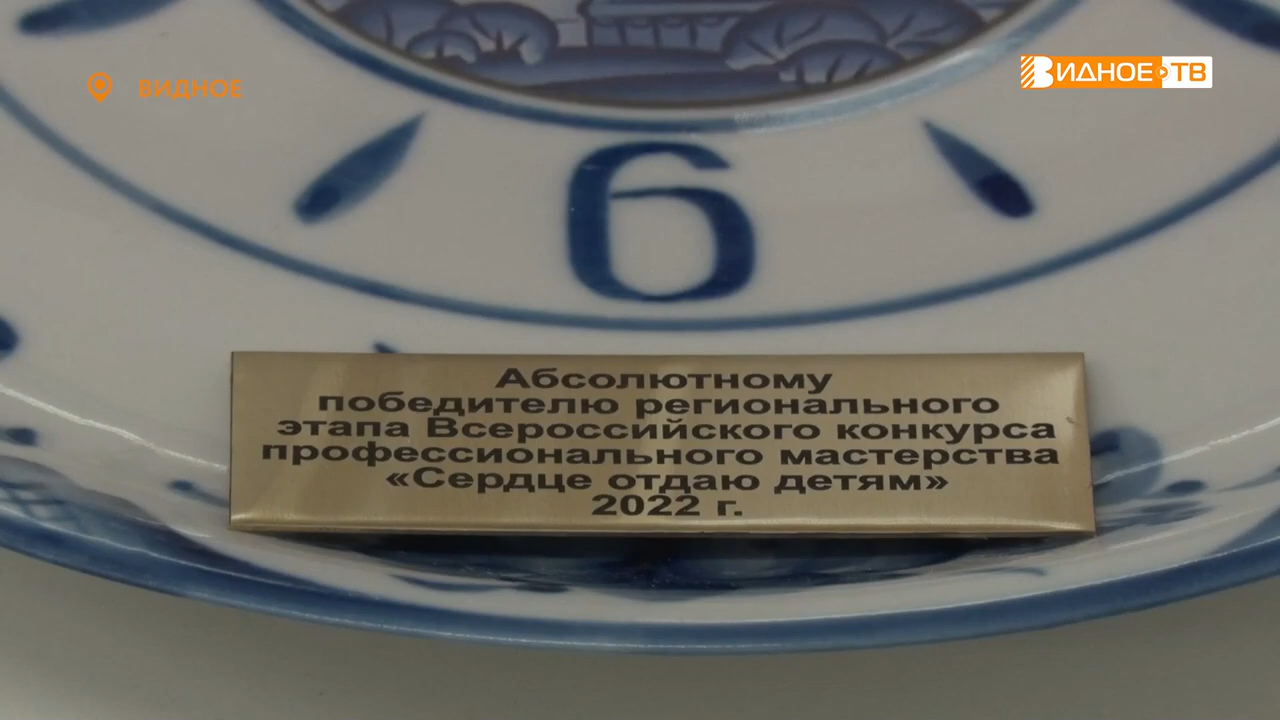 ВИДНОЕ
ВИДНОЕ ТВ
6
Абсолютному
победителю регионального
этапа Всероссийского конкурса
профессионального мастерства
«Сердце отдаю детям»
2022 г.